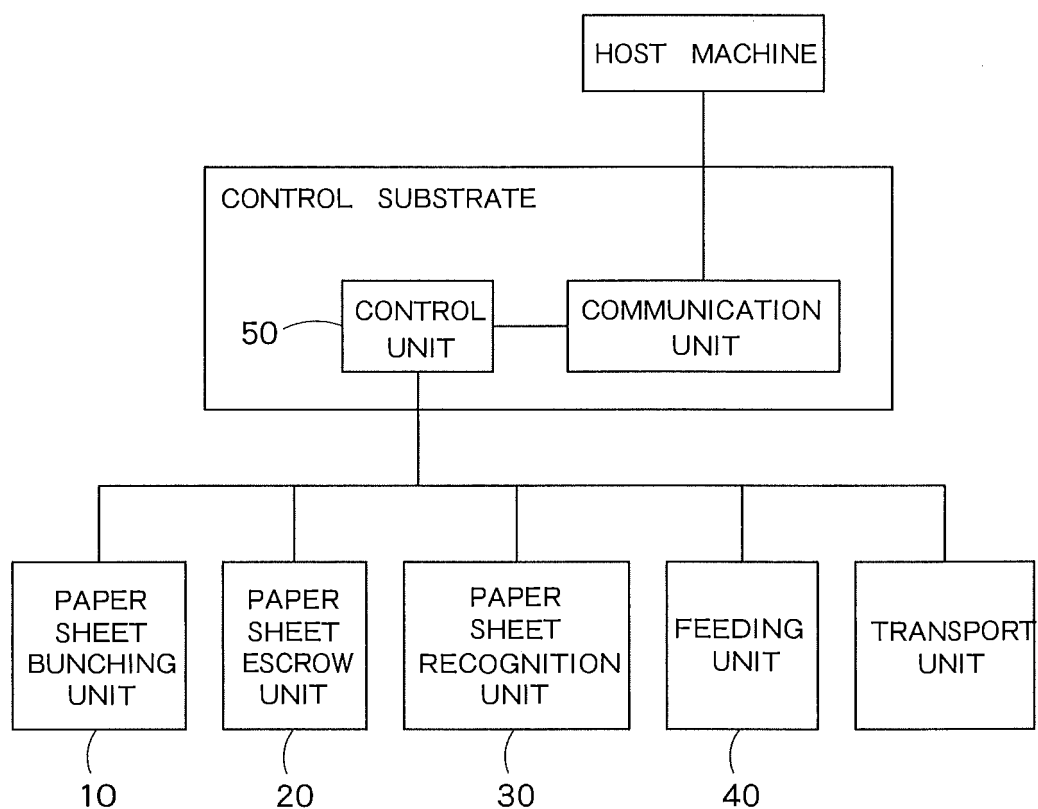 HOST MACHINE
CONTROL SUBSTRATE
50
CONTROL
UNIT
COMMUNICATION
UNIT
PAPER
SHEET
BUNCHING
UNIT
PAPER
SHEET
ESCROW
UNIT
PAPER
SHEET
RECOGNITION
UNIT
FEEDING
UNIT
TRANSPORT
UNIT
10
20
30
40